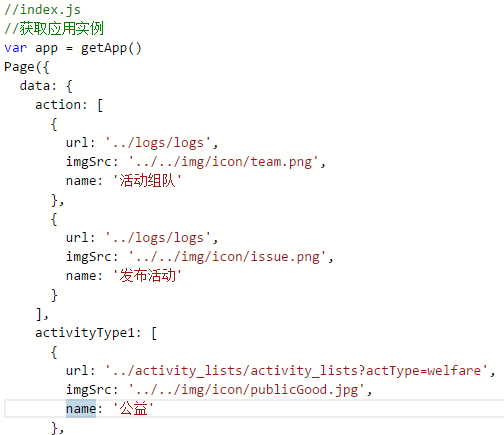 //index.js
//获取应用实例
var app = getApp()
Page({
  data: {
    action: [
      {
        url: '../logs/logs',
        imgSrc: '../../img/icon/team.png',
        name: '活动组队'
      },
      {
        url: '../logs/logs',
        imgSrc: '../../img/icon/issue.png',
        name: '发布活动'
      }
    ],
    activityType1: [
      {
        url: '../activity_lists/activity_lists?actType=welfare',
        imgSrc: '../../img/icon/publicGood.jpg',
        name: '公益'
      },